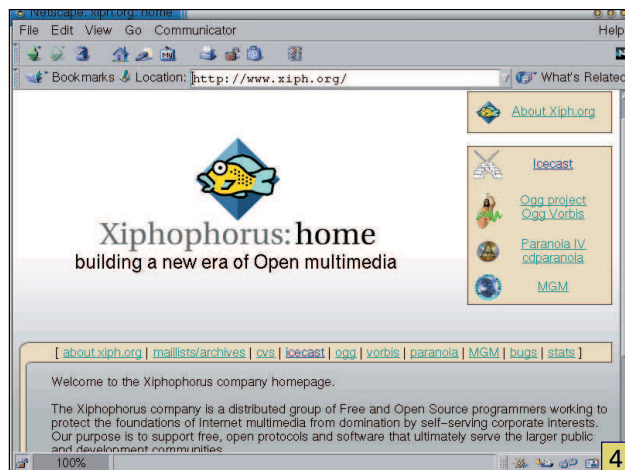 Netscape: xiph.org: home
File Edit View Go Communicator Help
My N
Bookmarks Location: http://www.xiph.org/ What's Related
About Xiph.org
Icecast
Ogg project
Ogg Vorbis
Paranoia IV
cdparanoia
MGM
Xiphophorus:home
building a new era of Open multimedia
[ about xiph.org | maillists/archives | cvs | icecast | ogg | vorbis | paranoia | MGM | bugs | stats ]
Welcome to the Xiphophorus company homepage.
The Xiphophorus company is a distributed group of Free and Open Source programmers working to
protect the foundations of Internet multimedia from domination by self-serving corporate interests.
Our purpose is to support free, open protocols and software that ultimately serve the larger public
and development communities
100%
4